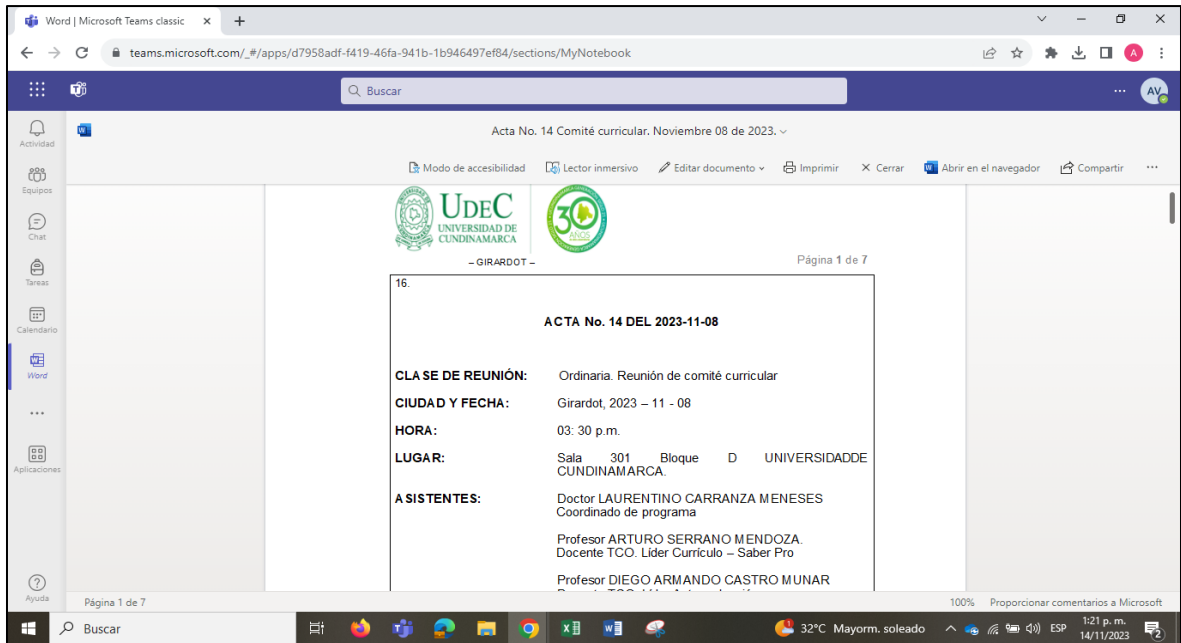 Word | Microsoft Teams classic
teams.microsoft.com/_#/apps/d7958adf-f419-46fa-941b-1b946497ef84/sections/MyNotebook
A
Buscar
AV
Actividad
Equipos
Chat
Tareas
Calendario
Word
Aplicaciones
Ayuda
Acta No. 14 Comité curricular. Noviembre 08 de 2023.
Modo de accesibilidad Lector inmersivo Editar documento Imprimir Cerrar Abrir en el navegador Compartir
UDEC
UNIVERSIDAD DE
CUNDINAMARCA
30
AÑOS
– GIRARDOT –
Página 1 de 7
16.
ACTA No. 14 DEL 2023-11-08
CLASE DE REUNIÓN: Ordinaria. Reunión de comité curricular
CIUDAD Y FECHA: Girardot, 2023 – 11 - 08
HORA: 03: 30 p.m.
LUGAR: Sala 301 Bloque D UNIVERSIDADDE
CUNDINAMARCA.
ASISTENTES: Doctor LAURENTINO CARRANZA MENESES
Coordinado de programa
Profesor ARTURO SERRANO MENDOZA.
Docente TCO. Líder Currículo – Saber Pro
Profesor DIEGO ARMANDO CASTRO MUNAR
Página 1 de 7
100% Proporcionar comentarios a Microsoft
Buscar
32°C Mayorm. soleado
ESP
1:21 p. m.
14/11/2023
2